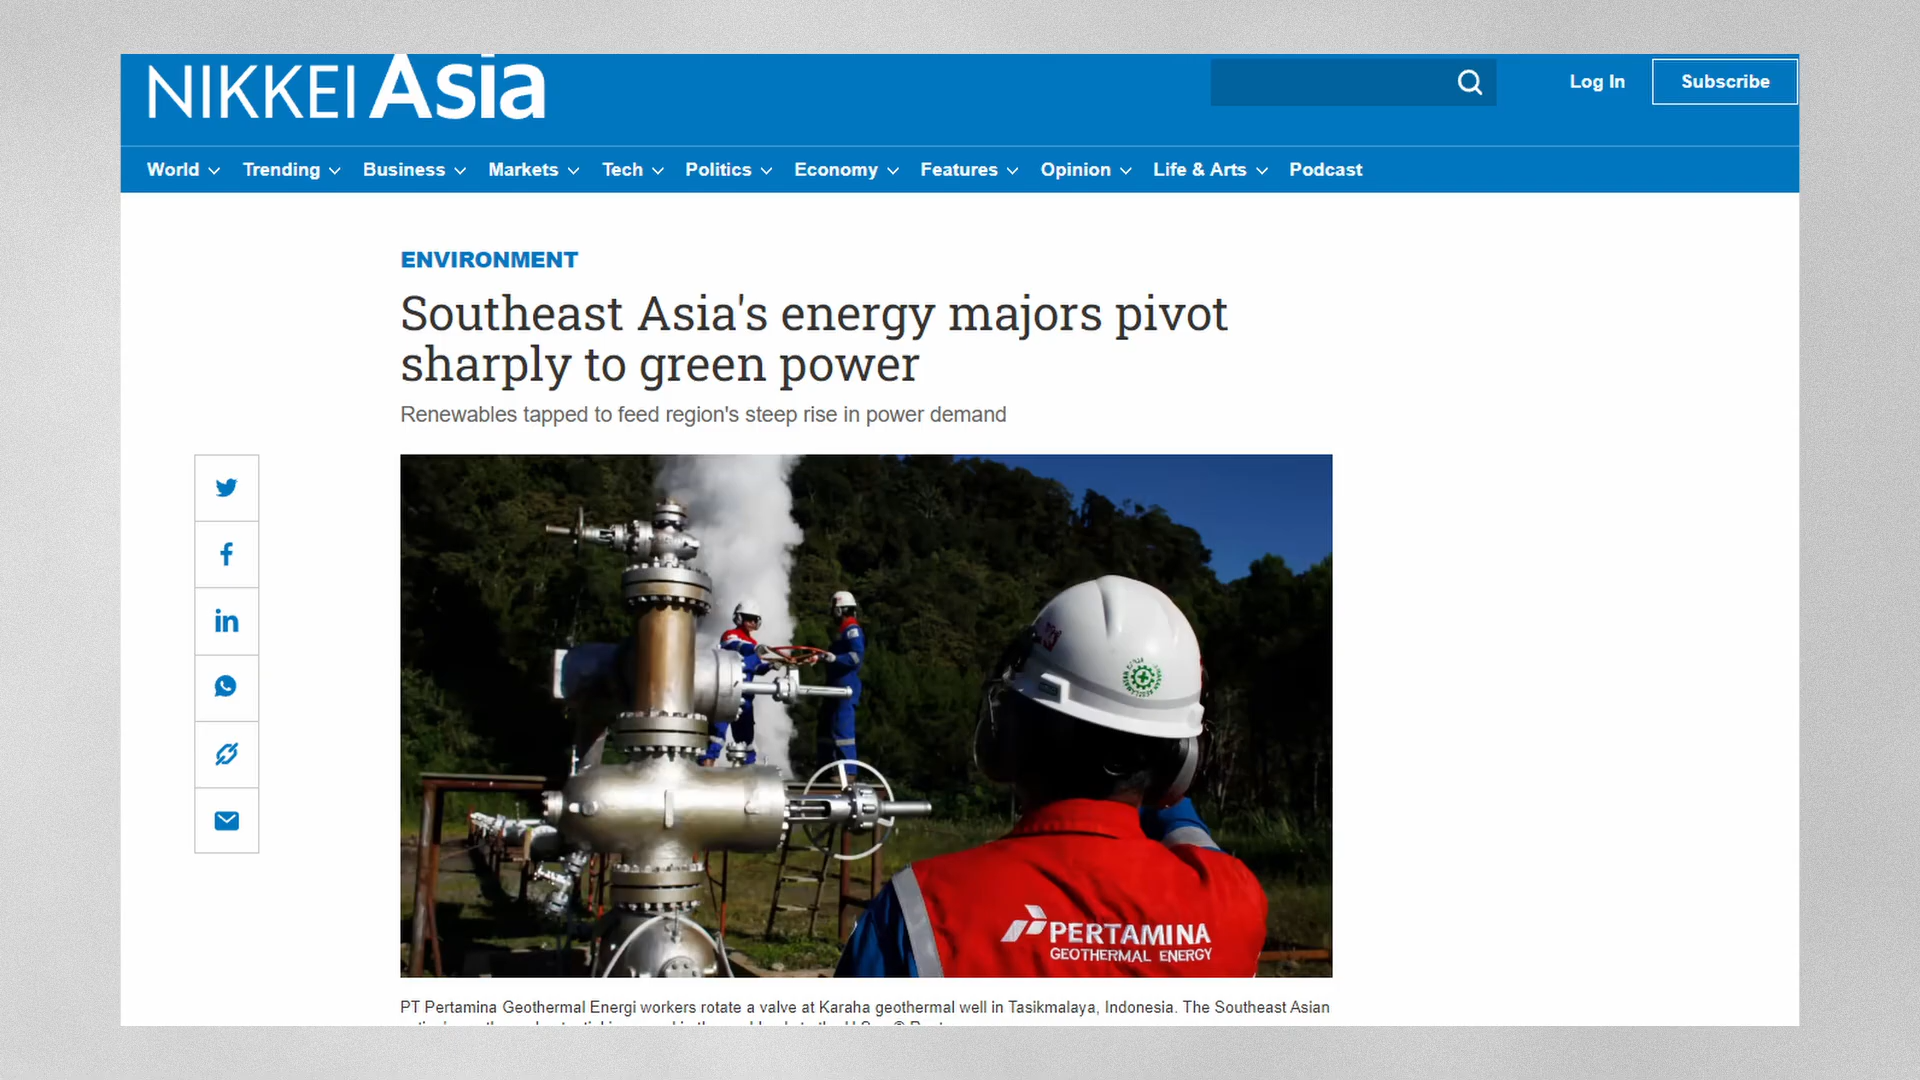 NIKKEI Asia
Log In
Subscribe
World
Trending
Business
Markets
Tech
Politics
Economy
Features
Opinion
Life & Arts
Podcast
ENVIRONMENT
Southeast Asia's energy majors pivot
sharply to green power
Renewables tapped to feed region's steep rise in power demand
PERTAMINA
GEOTHERMAL ENERGY
PT Pertamina Geothermal Energi workers rotate a valve at Karaha geothermal well in Tasikmalaya, Indonesia. The Southeast Asian